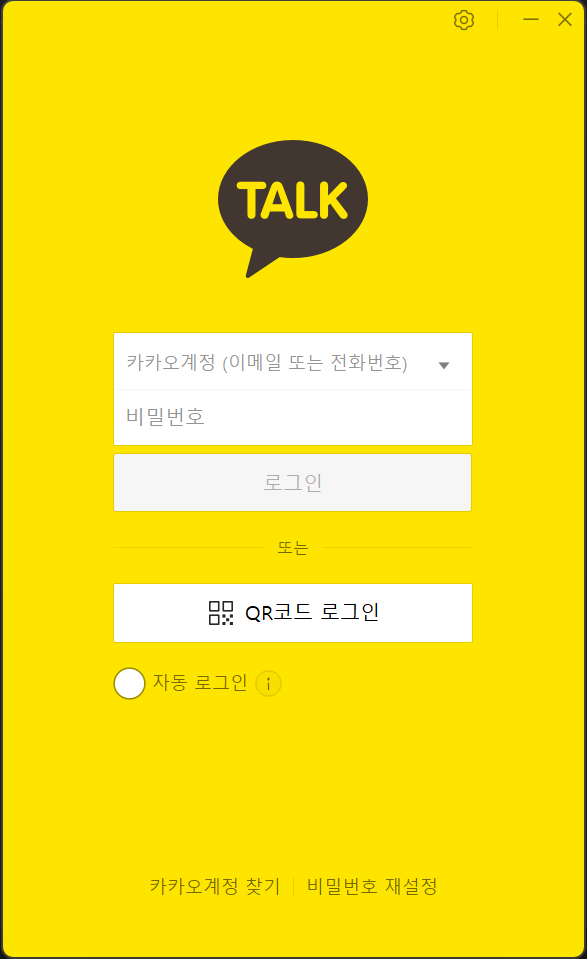 TALK
카카오계정 (이메일 또는 전화번호)
비밀번호
로그인
또는
QR코드 로그인
자동 로그인
카카오계정 찾기
비밀번호 재설정